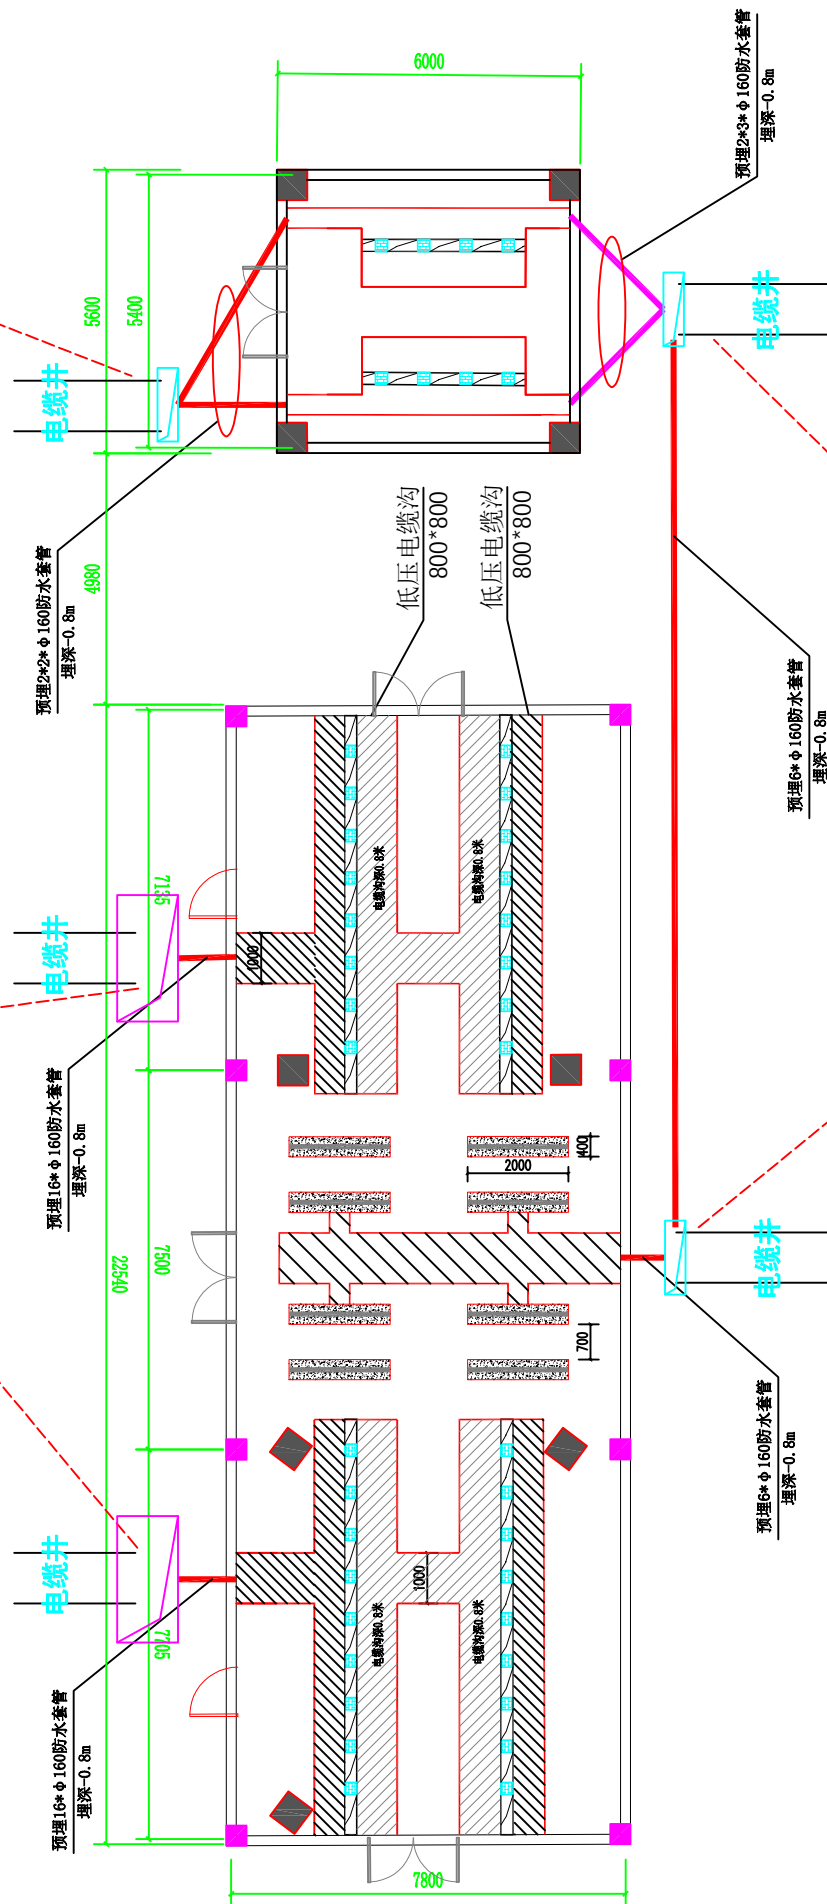 6000
预埋2*3*φ160防水套管
埋深-0.8m
5600
5400
电缆井
电缆井
低压电缆沟
800*800
低压电缆沟
800*800
预埋2*2*φ160防水套管
埋深-0.8m
4980
预埋6*φ160防水套管
埋深-0.8m
7135
电缆沟深0.8米
电缆沟深0.8米
电缆井
1000
预埋16*φ160防水套管
埋深-0.8m
400
2000
7500
22540
电缆井
700
预埋6*φ160防水套管
埋深-0.8m
电缆井
1000
电缆沟深0.8米
电缆沟深0.8米
7705
预埋16*φ160防水套管
埋深-0.8m
7800